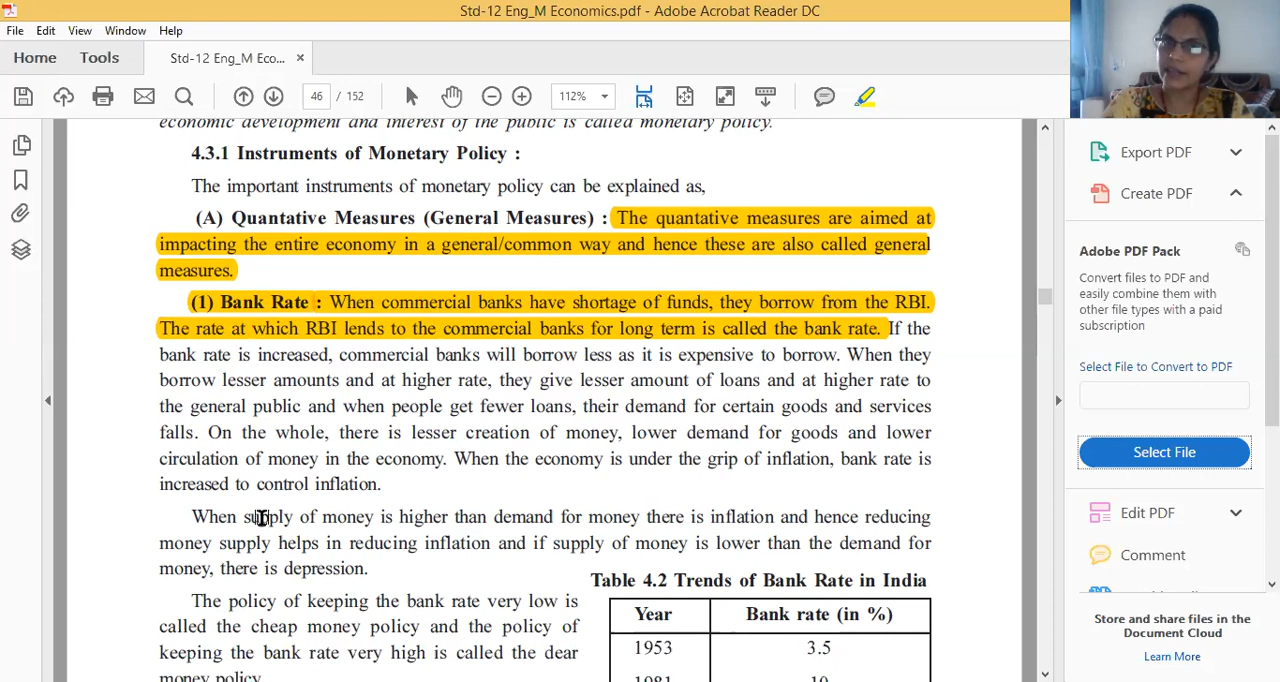 Std-12 Eng_M Economics.pdf - Adobe Acrobat Reader DC
File Edit View Window Help
Home Tools Std-12 Eng_M Eco... ×
46 / 152 112%
economic development and interest of the public is called monetary policy.
4.3.1 Instruments of Monetary Policy :
The important instruments of monetary policy can be explained as,
(A) Quantative Measures (General Measures) : The quantative measures are aimed at
impacting the entire economy in a general/common way and hence these are also called general
measures.
(1) Bank Rate : When commercial banks have shortage of funds, they borrow from the RBI.
The rate at which RBI lends to the commercial banks for long term is called the bank rate. If the
bank rate is increased, commercial banks will borrow less as it is expensive to borrow. When they
borrow lesser amounts and at higher rate, they give lesser amount of loans and at higher rate to
the general public and when people get fewer loans, their demand for certain goods and services
falls. On the whole, there is lesser creation of money, lower demand for goods and lower
circulation of money in the economy. When the economy is under the grip of inflation, bank rate is
increased to control inflation.
When supply of money is higher than demand for money there is inflation and hence reducing
money supply helps in reducing inflation and if supply of money is lower than the demand for
money, there is depression.
The policy of keeping the bank rate very low is
called the cheap money policy and the policy of
keeping the bank rate very high is called the dear
money policy.
Table 4.2 Trends of Bank Rate in India
Year Bank rate (in %)
1953 3.5
1981 10
Export PDF
Create PDF
Adobe PDF Pack
Convert files to PDF and
easily combine them with
other file types with a paid
subscription
Select File to Convert to PDF
Select File
Edit PDF
Comment
Store and share files in the
Document Cloud
Learn More